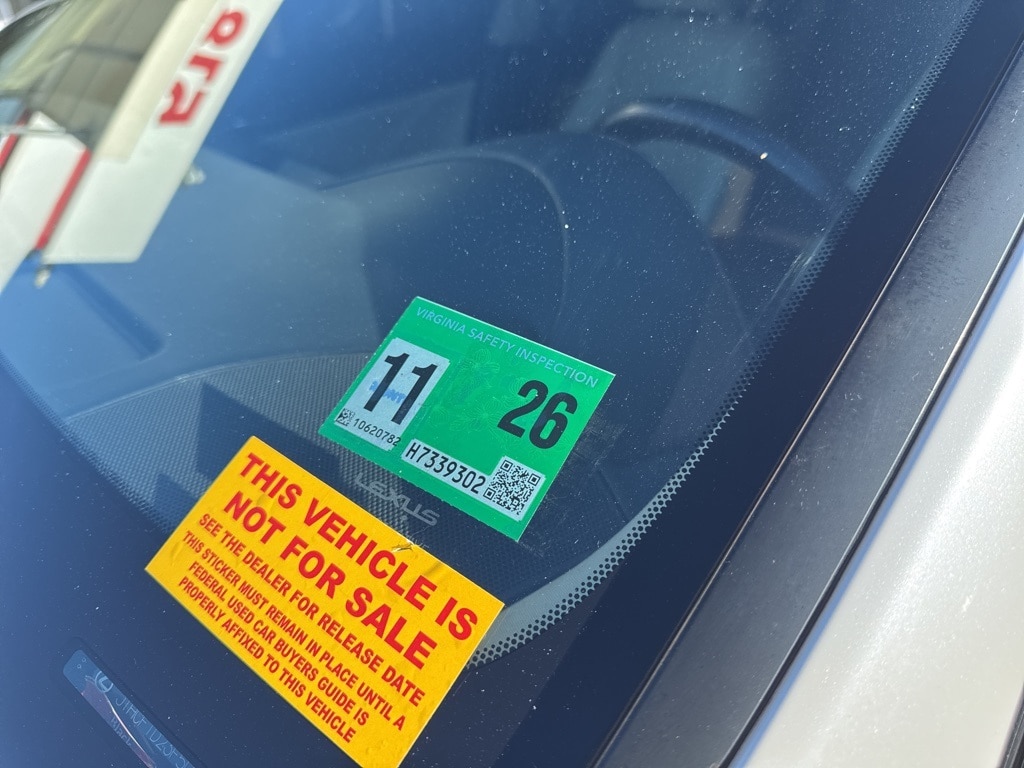 ara
VIRGINIA SAFETY INSPECTION
11
26
10620782
H7339302
LEXUS
THIS VEHICLE IS
NOT FOR SALE
SEE THE DEALER FOR RELEASE DATE
THIS STICKER MUST REMAIN IN PLACE UNTIL A
FEDERAL USED CAR BUYERS GUIDE IS
PROPERLY AFFIXED TO THIS VEHICLE